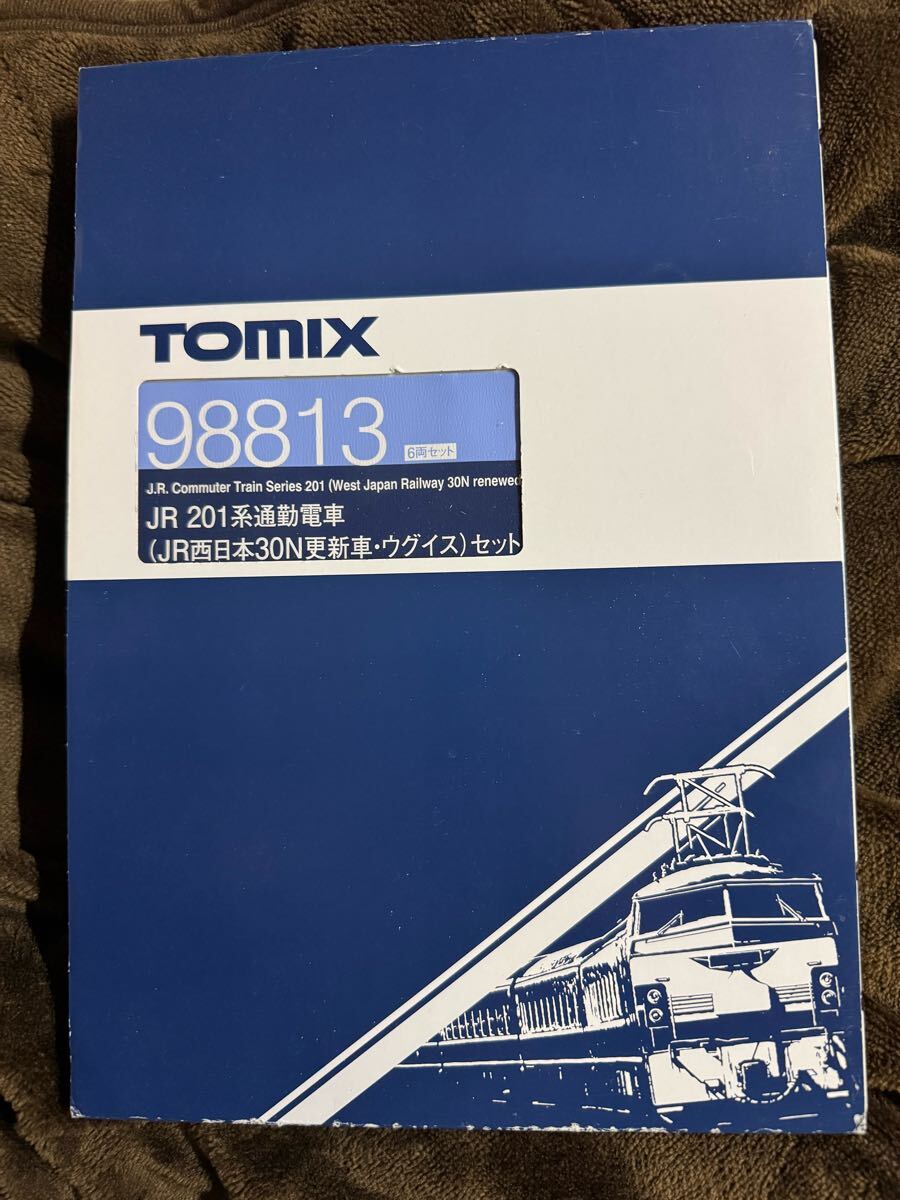 TOMIX
98813 6両セット
J.R. Commuter Train Series 201 (West Japan Railway 30N renewed
JR 201系通勤電車
(JR西日本30N更新車・ウグイス)セット